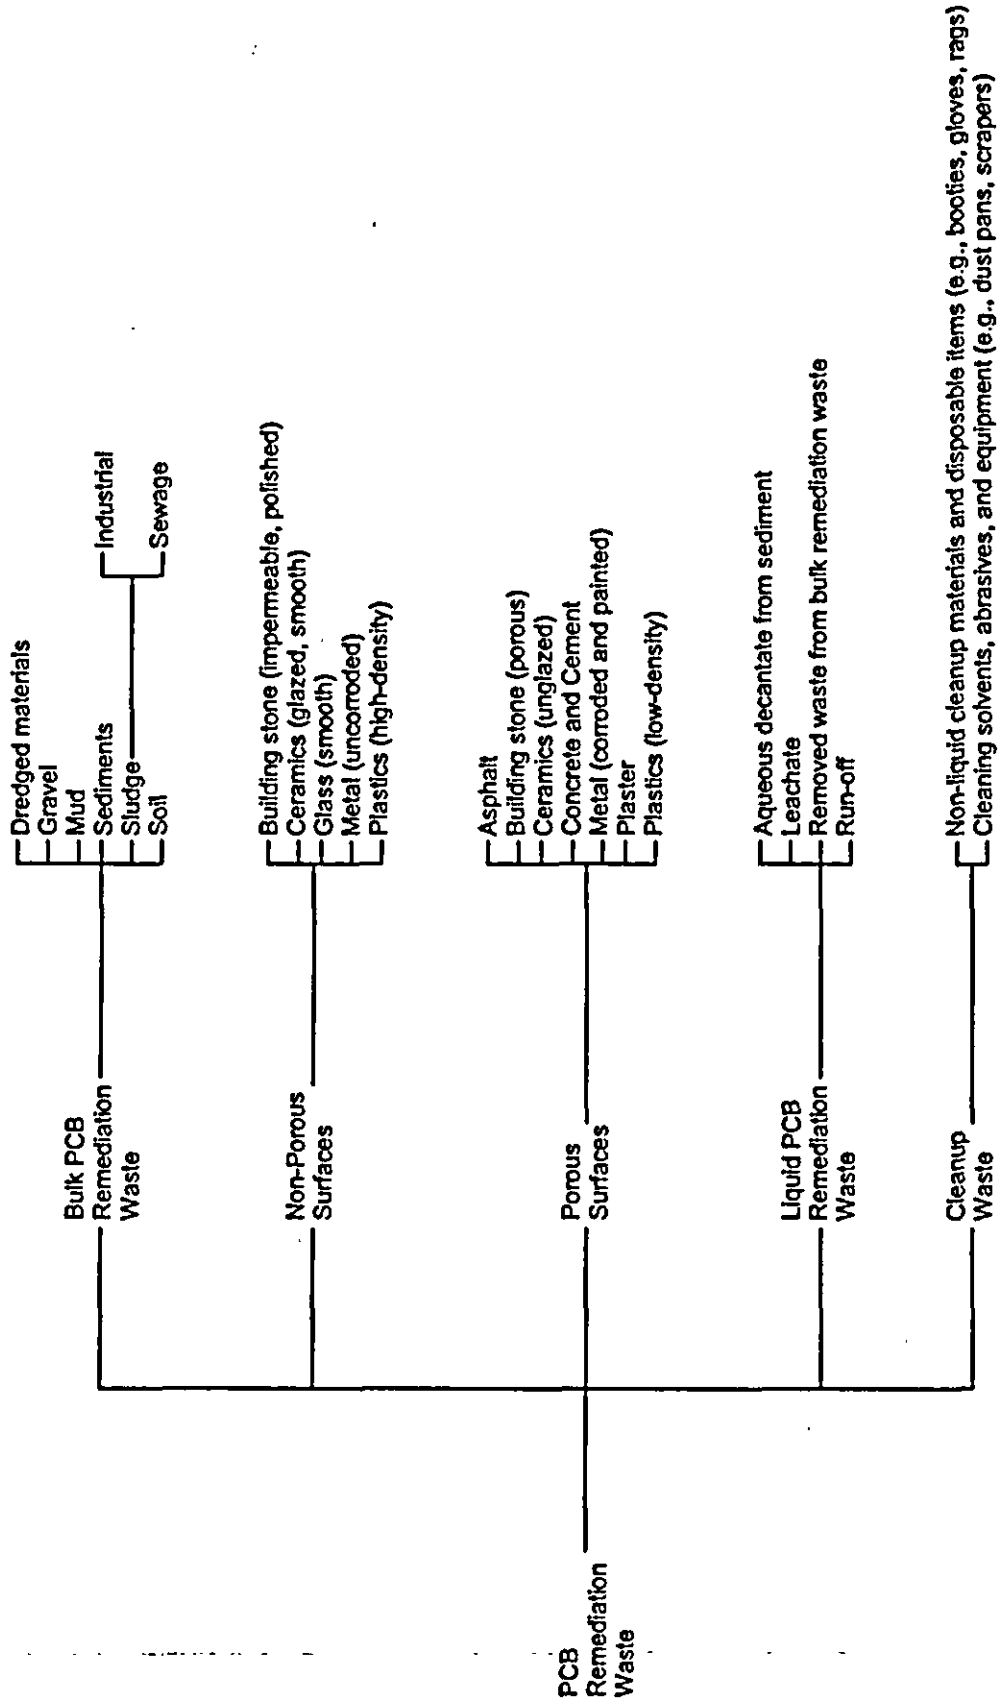 PCB
Remediation
Waste
Bulk PCB
Remediation
Waste
Dredged materials
Gravel
Mud
Sediments
Sludge
Soil
Industrial
Sewage
Non-Porous
Surfaces
Building stone (impermeable, polished)
Ceramics (glazed, smooth)
Glass (smooth)
Metal (uncorroded)
Plastics (high-density)
Porous
Surfaces
Asphalt
Building stone (porous)
Ceramics (unglazed)
Concrete and Cement
Metal (corroded and painted)
Plaster
Plastics (low-density)
Liquid PCB
Remediation
Waste
Aqueous decantate from sediment
Leachate
Removed waste from bulk remediation waste
Run-off
Cleanup
Waste
Non-liquid cleanup materials and disposable items (e.g., booties, gloves, rags)
Cleaning solvents, abrasives, and equipment (e.g., dust pans, scrapers)